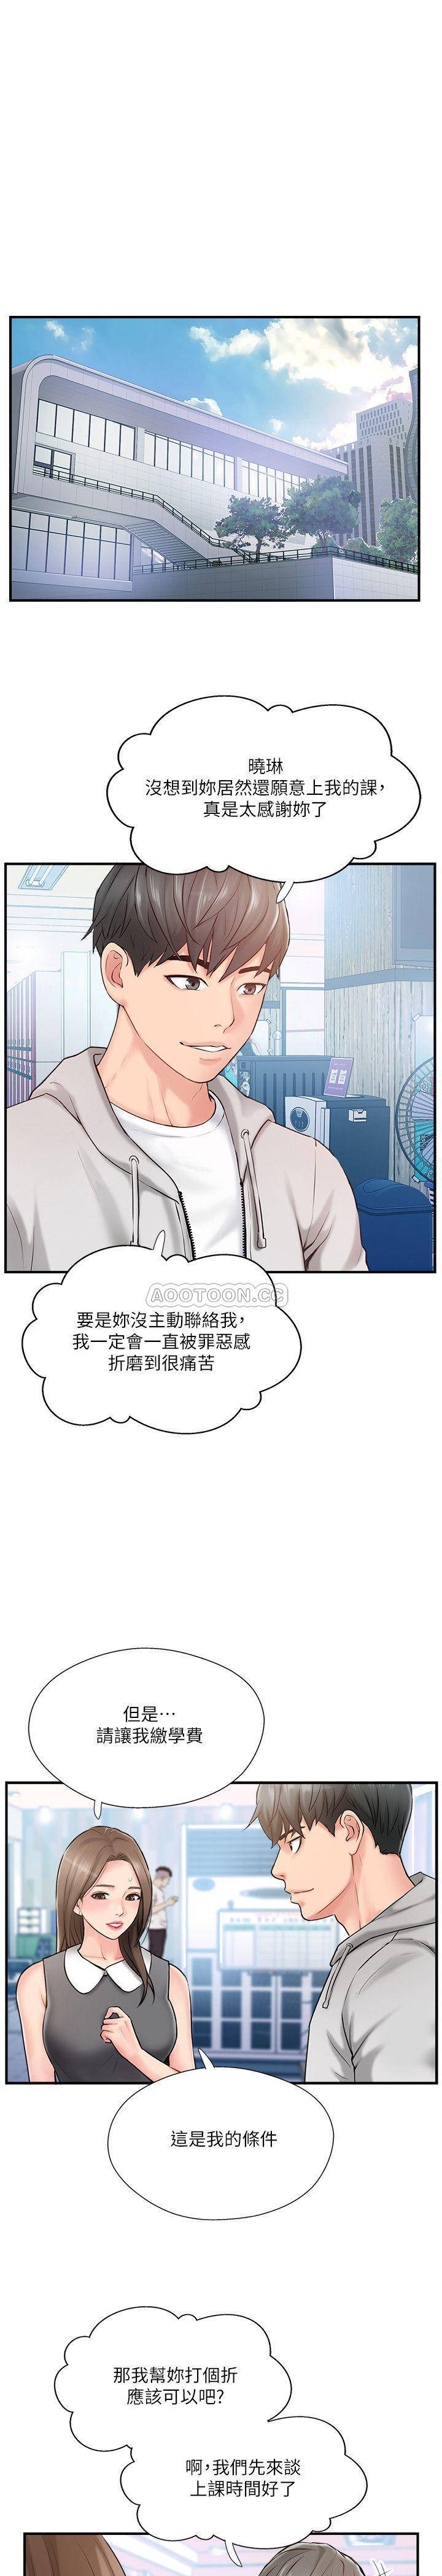 曉琳
沒想到妳居然還願意上我的課，
真是太感謝妳了
AOOTOON.CC
要是妳沒主動聯絡我，
我一定會一直被罪惡感
折磨到很痛苦
但是…
請讓我繳學費
這是我的條件
那我幫妳打個折
應該可以吧?
啊，我們先來談
上課時間好了